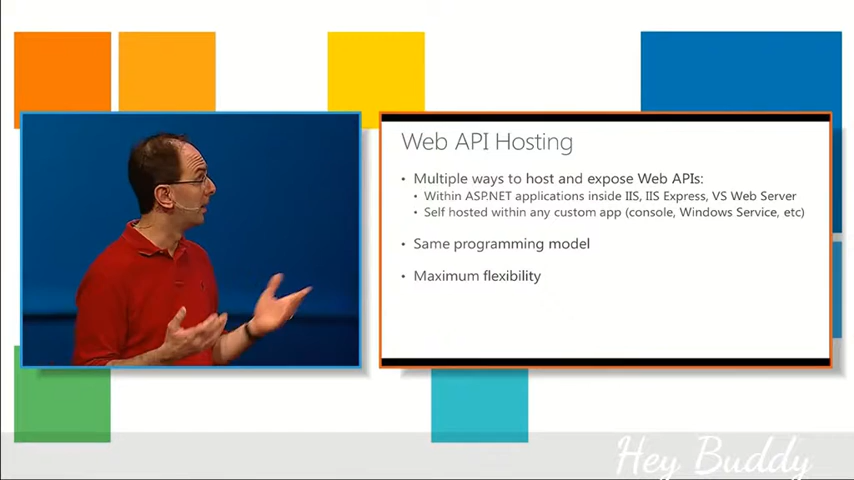 Web API Hosting
• Multiple ways to host and expose Web APIs:
• Within ASP.NET applications inside IIS, IIS Express, VS Web Server
• Self hosted within any custom app (console, Windows Service, etc)
• Same programming model
• Maximum flexibility
Hey Buddy